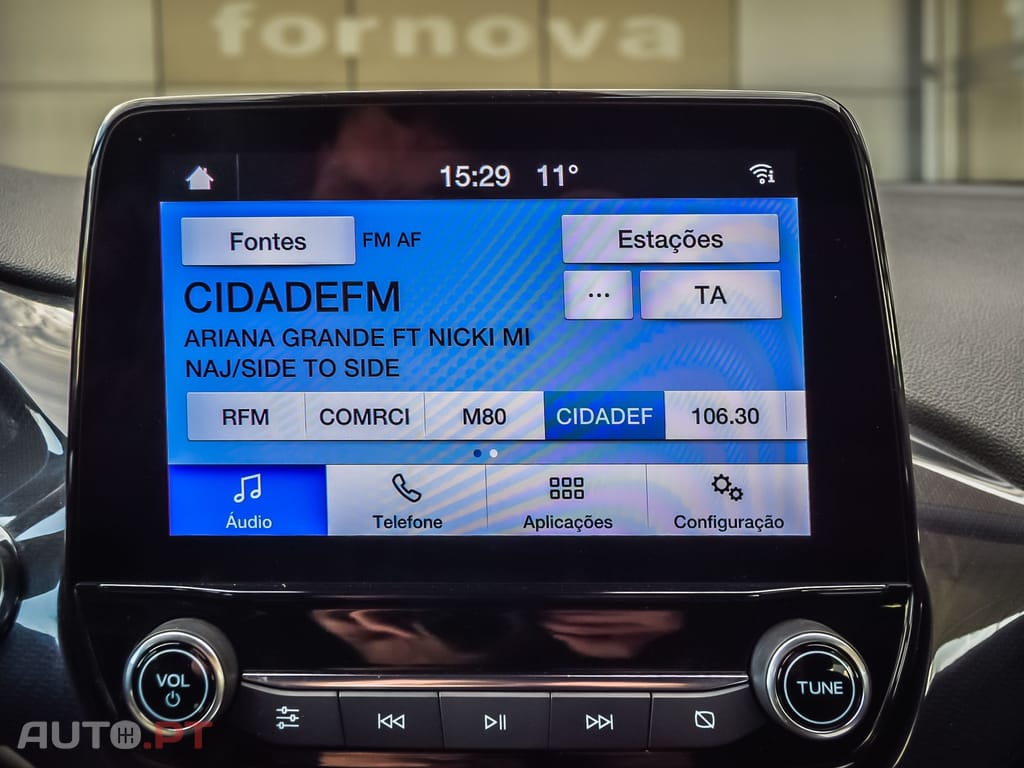 fornova
15:29 11°
Fontes FM AF Estações
CIDADEFM
... TA
ARIANA GRANDE FT NICKI MI
NAJ/SIDE TO SIDE
RFM COMRCI M80 CIDADEF 106.30
Áudio Telefone Aplicações Configuração
VOL TUNE
AUTO.PT